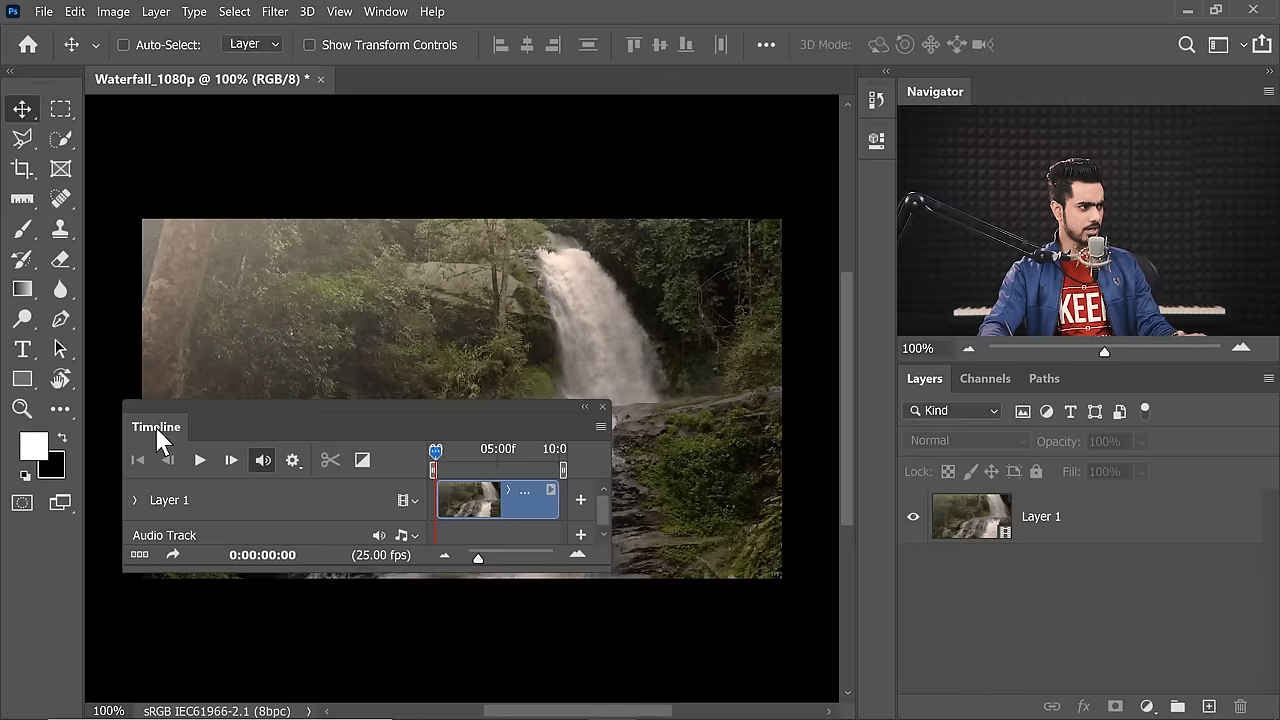 Ps File Edit Image Layer Type Select Filter 3D View Window Help
Auto-Select: Layer Show Transform Controls 3D Mode:
Waterfall_1080p @ 100% (RGB/8) *
Navigator
KEEP
100%
Layers Channels Paths
Kind
Normal Opacity: 100%
Lock: Fill: 100%
Layer 1
Timeline
05:00f 10:0
Layer 1
...
Audio Track
0:00:00:00 (25.00 fps)
100% sRGB IEC61966-2.1 (8bpc)